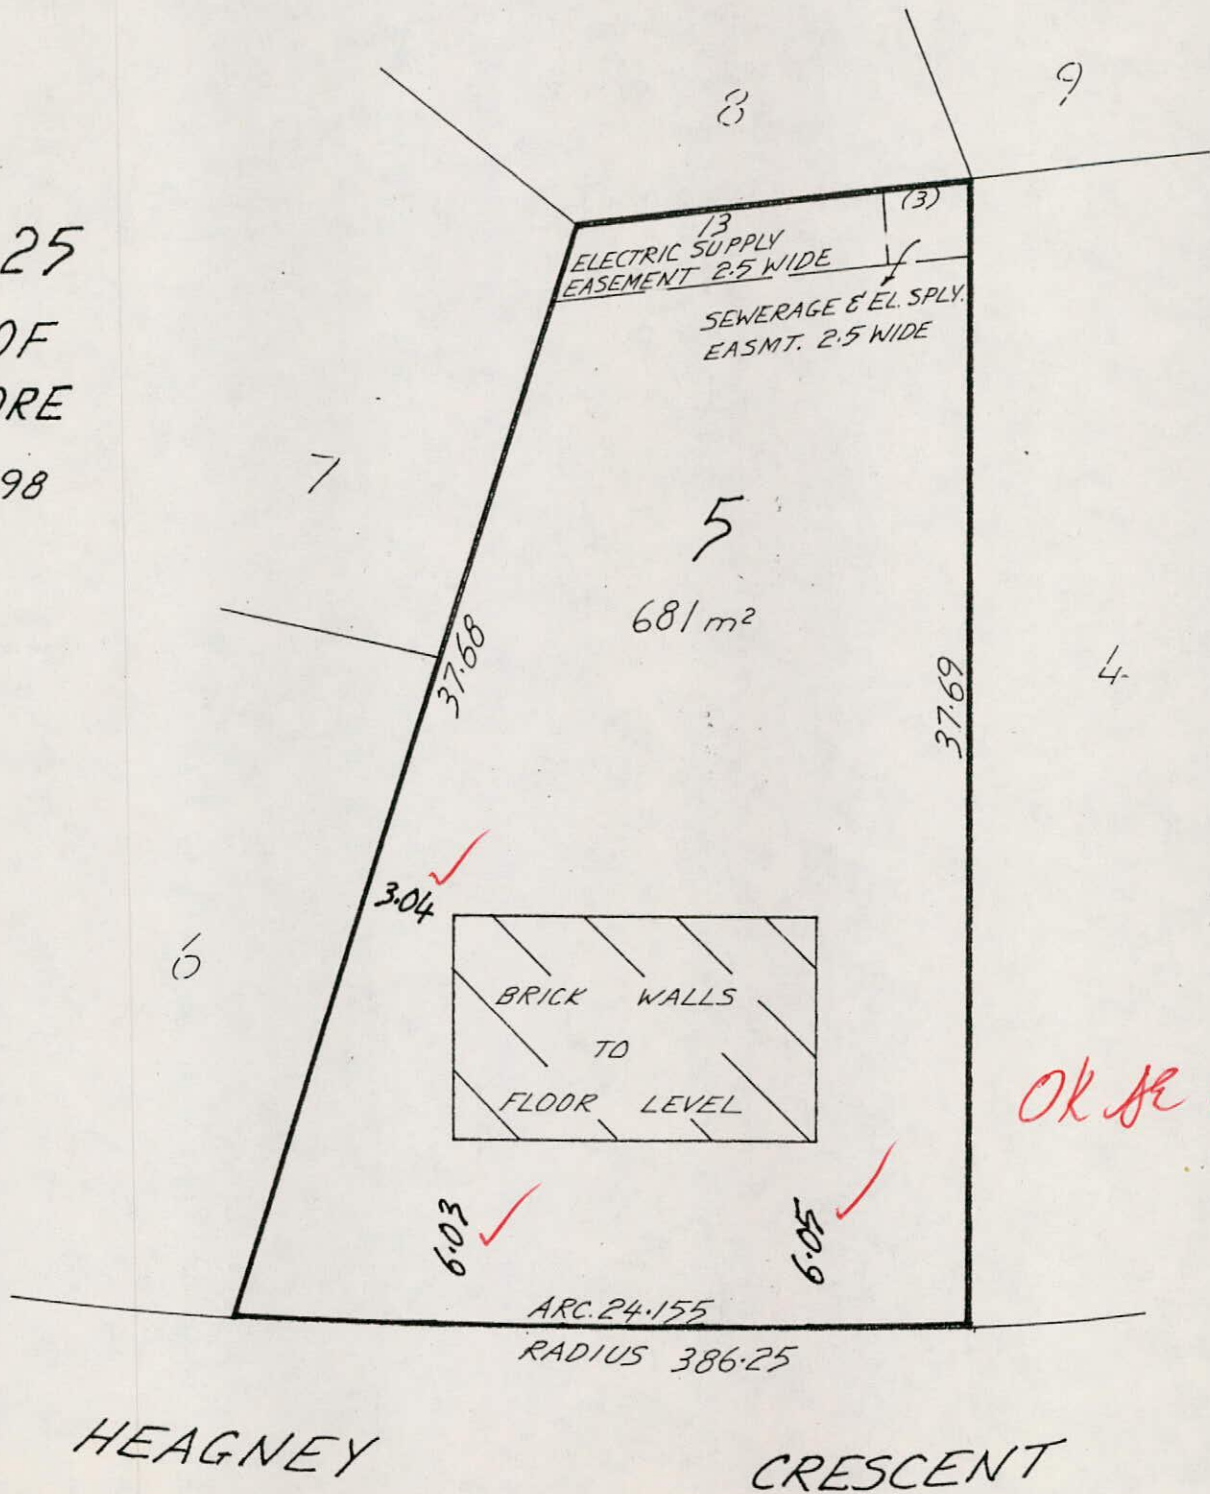 8
9
25
OF
ORE
98
13
(3)
ELECTRIC SUPPLY
EASEMENT 2·5 WIDE
SEWERAGE & EL. SPLY.
EASMT. 2·5 WIDE
7
5
681 m²
37·68
37·69
4
3·04
6
BRICK WALLS
TO
FLOOR LEVEL
OK
6·03
6·05
ARC. 24·155
RADIUS 386·25
HEAGNEY CRESCENT